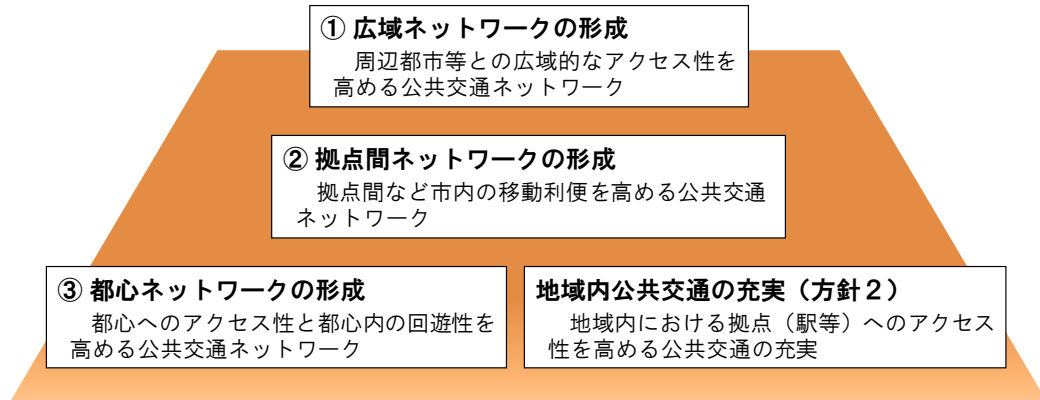 ① 広域ネットワークの形成
周辺都市等との広域的なアクセス性を
高める公共交通ネットワーク
② 拠点間ネットワークの形成
拠点間など市内の移動利便を高める公共交通
ネットワーク
③ 都心ネットワークの形成
都心へのアクセス性と都心内の回遊性を
高める公共交通ネットワーク
地域内公共交通の充実（方針２）
地域内における拠点（駅等）へのアクセス
性を高める公共交通の充実